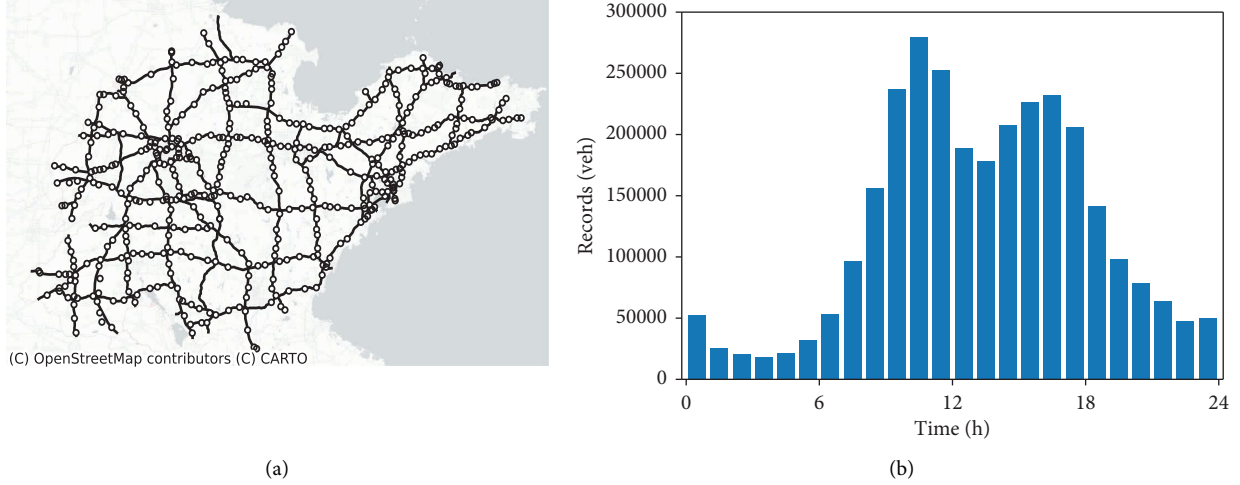 (C) OpenStreetMap contributors (C) CARTO
(a)
300000
250000
200000
150000
100000
50000
0
Records (veh)
0 6 12 18 24
Time (h)
(b)